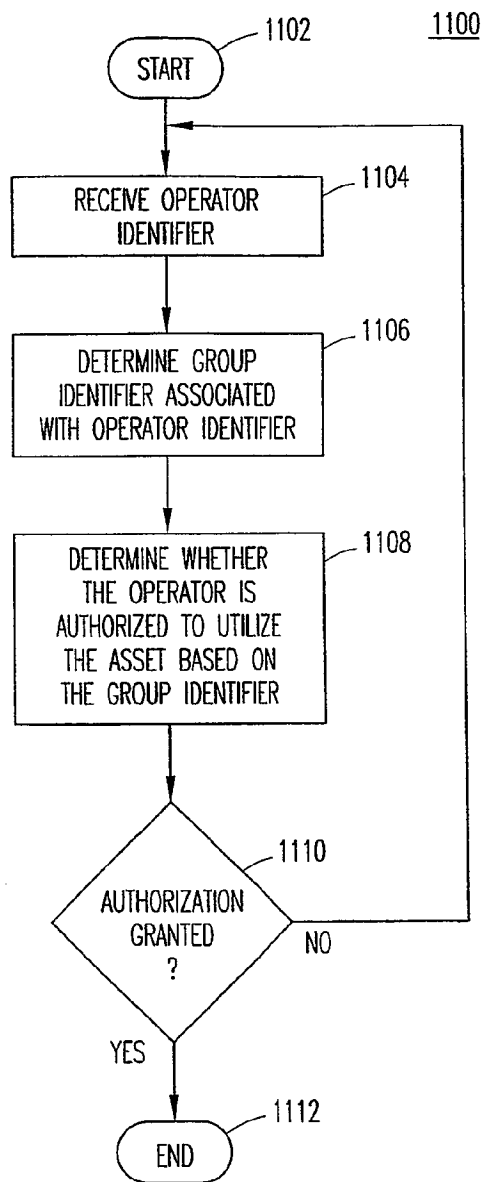 1102
1100
START
1104
RECEIVE OPERATOR
IDENTIFIER
1106
DETERMINE GROUP
IDENTIFIER ASSOCIATED
WITH OPERATOR IDENTIFIER
1108
DETERMINE WHETHER
THE OPERATOR IS
AUTHORIZED TO UTILIZE
THE ASSET BASED ON
THE GROUP IDENTIFIER
1110
AUTHORIZATION
GRANTED
?
NO
YES
1112
END